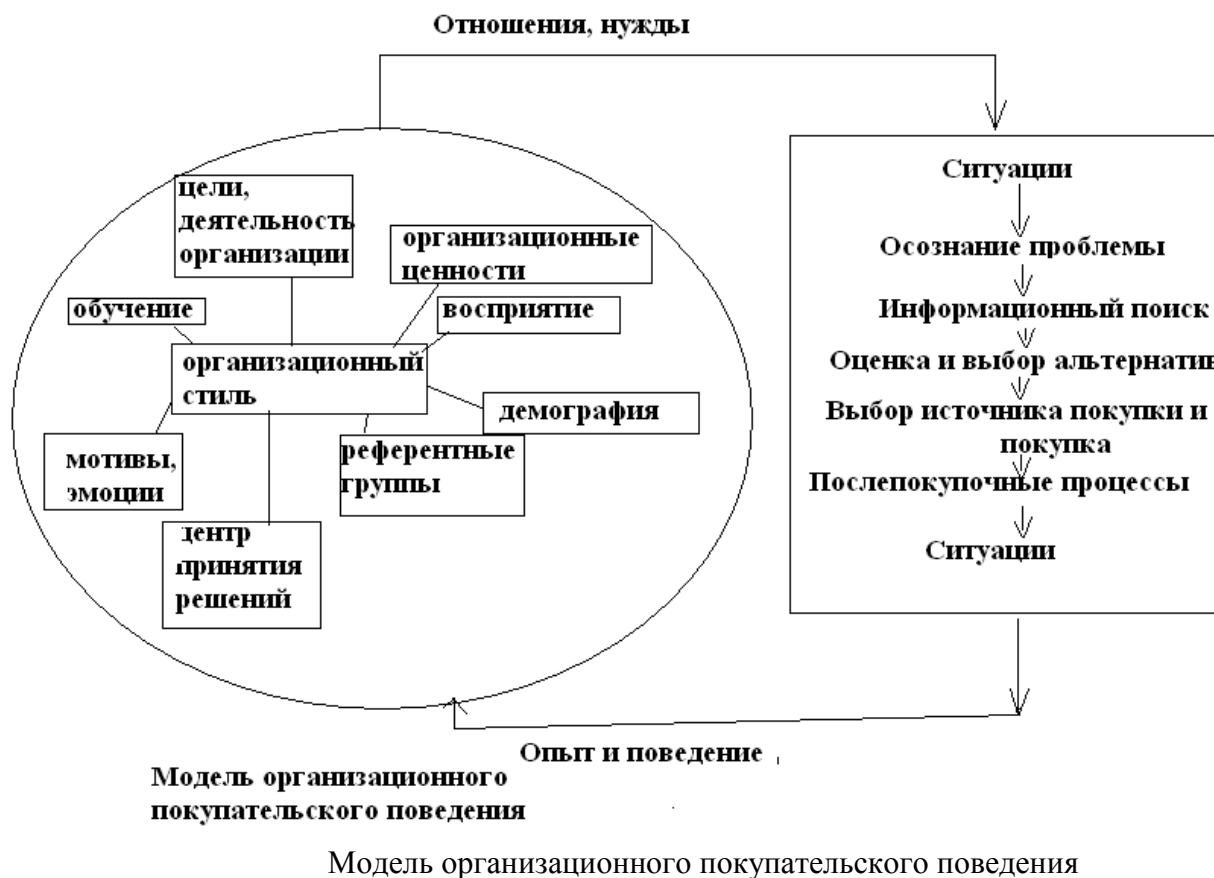 Отношения, нужды
цели,
деятельность
организации
организационные
ценности
обучение
восприятие
организационный
стиль
демография
мотивы,
эмоции
референтные
группы
центр
принятия
решений
Ситуации
Осознание проблемы
Информационный поиск
Оценка и выбор альтернатив
Выбор источника покупки и
покупка
Послепокупочные процессы
Ситуации
Опыт и поведение
Модель организационного
покупательского поведения
Модель организационного покупательского поведения